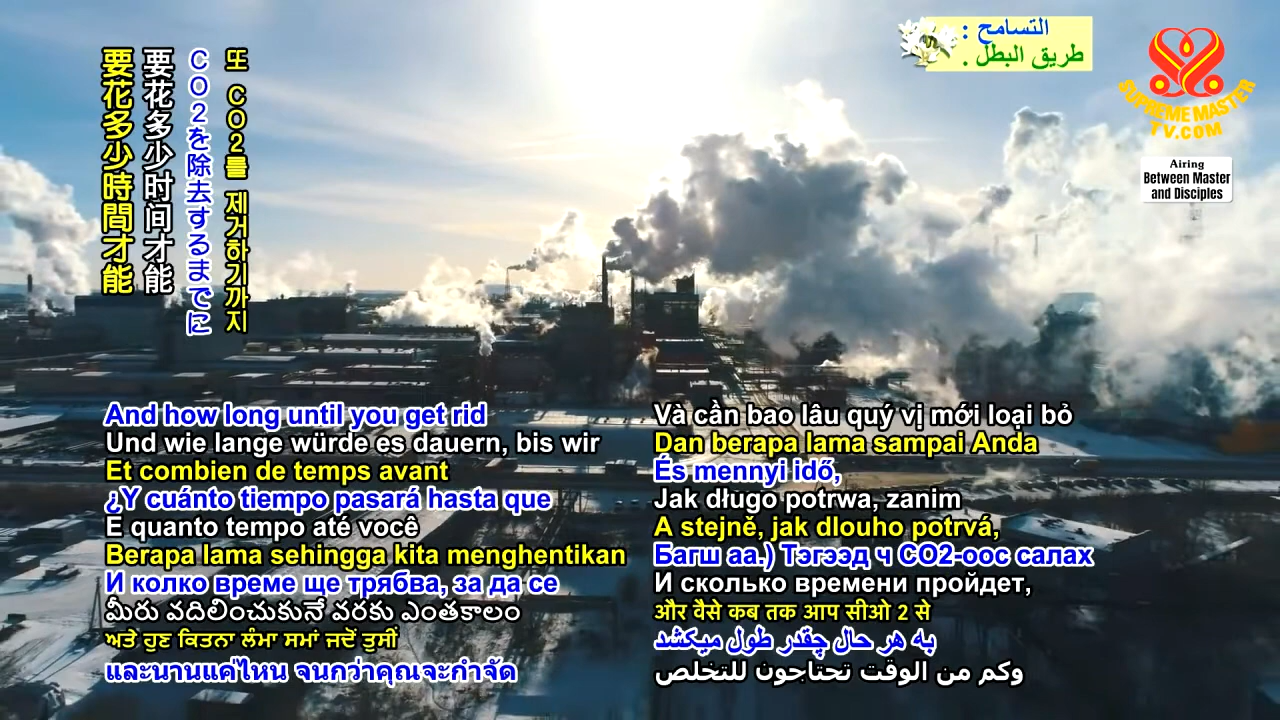 التسامح :
طريق البطل .
SUPREME MASTER
TV.COM
Airing
Between Master
and Disciples
또 CO2를 제거하기까지
CO2を除去するまでに
要花多少时间才能
要花多少時間才能
And how long until you get rid
Und wie lange würde es dauern, bis wir
Et combien de temps avant
¿Y cuánto tiempo pasará hasta que
E quanto tempo até você
Berapa lama sehingga kita menghentikan
И колко време ще трябва, за да се
మీరు వదిలించుకునే వరకు ఎంతకాలం
ਅਤੇ ਹੁਣ ਕਿਤਨਾ ਲੰਮਾ ਸਮਾਂ ਜਦੋਂ ਤੁਸੀਂ
และนานแค่ไหน จนกว่าคุณจะกำจัด
Và cần bao lâu quý vị mới loại bỏ
Dan berapa lama sampai Anda
És mennyi idő,
Jak długo potrwa, zanim
A stejně, jak dlouho potrvá,
Багш аа.) Тэгээд ч CO2-оос салах
И сколько времени пройдет,
और वैसे कब तक आप सीओ 2 से
به هر حال چقدر طول میکشد
وكم من الوقت تحتاجون للتخلص